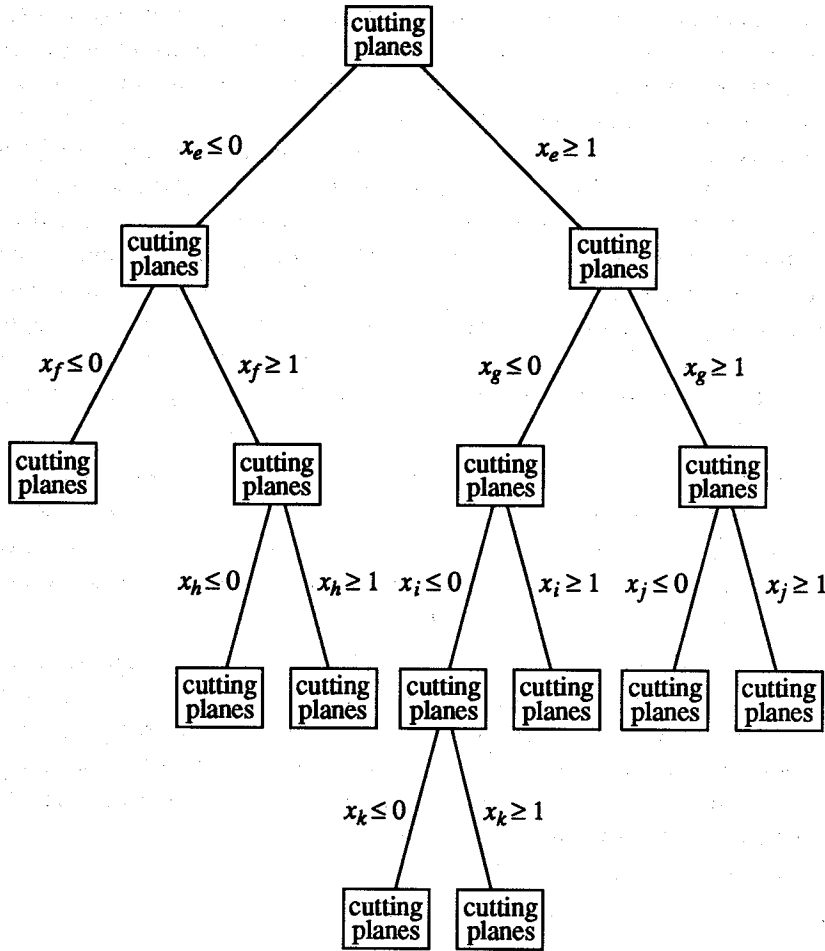 cutting
planes
x_e ≤ 0
x_e ≥ 1
cutting
planes
cutting
planes
x_f ≤ 0
x_f ≥ 1
x_g ≤ 0
x_g ≥ 1
cutting
planes
cutting
planes
cutting
planes
cutting
planes
x_h ≤ 0
x_h ≥ 1
x_i ≤ 0
x_i ≥ 1
x_j ≤ 0
x_j ≥ 1
cutting
planes
cutting
planes
cutting
planes
cutting
planes
cutting
planes
cutting
planes
x_k ≤ 0
x_k ≥ 1
cutting
planes
cutting
planes